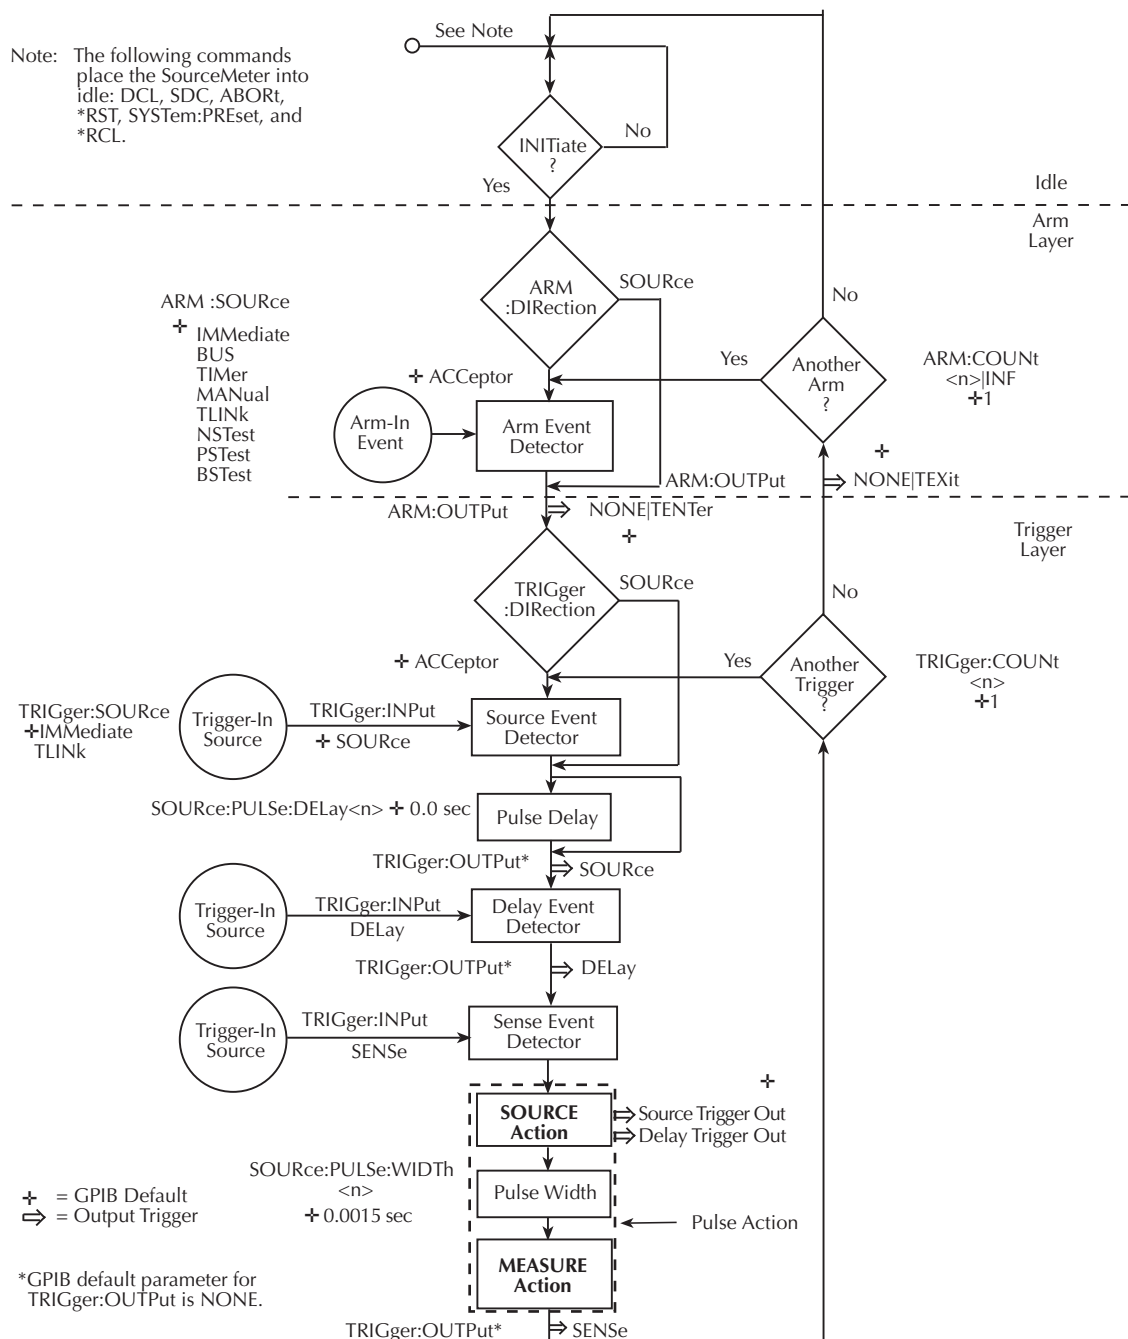 See Note
Note: The following commands
place the SourceMeter into
idle: DCL, SDC, ABORt,
*RST, SYSTem:PREset, and
*RCL.
No
INITiate
?
Yes
Idle
Arm
Layer
ARM
:DIRection
SOURce
ARM :SOURce
IMMediate
BUS
TIMer
MANual
TLINk
NSTest
PSTest
BSTest
No
Yes
Another
Arm
?
ARM:COUNt
<n>|INF
1
ACCeptor
Arm-In
Event
Arm Event
Detector
ARM:OUTPut
NONE|TEXit
ARM:OUTPut
NONE|TENTer
Trigger
Layer
TRIGger
:DIRection
SOURce
No
ACCeptor
Yes
Another
Trigger
?
TRIGger:COUNt
<n>
1
TRIGger:SOURce
IMMediate
TLINk
Trigger-In
Source
TRIGger:INPut
SOURce
Source Event
Detector
SOURce:PULSe:DELay<n> 0.0 sec
Pulse Delay
TRIGger:OUTPut*
SOURce
Trigger-In
Source
TRIGger:INPut
DELay
Delay Event
Detector
TRIGger:OUTPut*
DELay
Trigger-In
Source
TRIGger:INPut
SENSe
Sense Event
Detector
SOURCE
Action
Source Trigger Out
Delay Trigger Out
SOURce:PULSe:WIDTh
<n>
0.0015 sec
Pulse Width
Pulse Action
= GPIB Default
= Output Trigger
MEASURE
Action
*GPIB default parameter for
TRIGger:OUTPut is NONE.
TRIGger:OUTPut*
SENSe